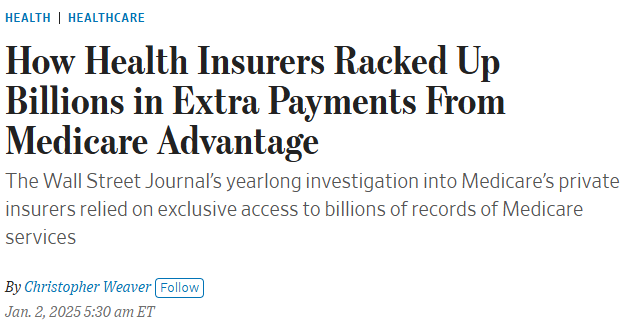 HEALTH | HEALTHCARE
How Health Insurers Racked Up
Billions in Extra Payments From
Medicare Advantage
The Wall Street Journal’s yearlong investigation into Medicare’s private
insurers relied on exclusive access to billions of records of Medicare
services
By Christopher Weaver Follow
Jan. 2, 2025 5:30 am ET